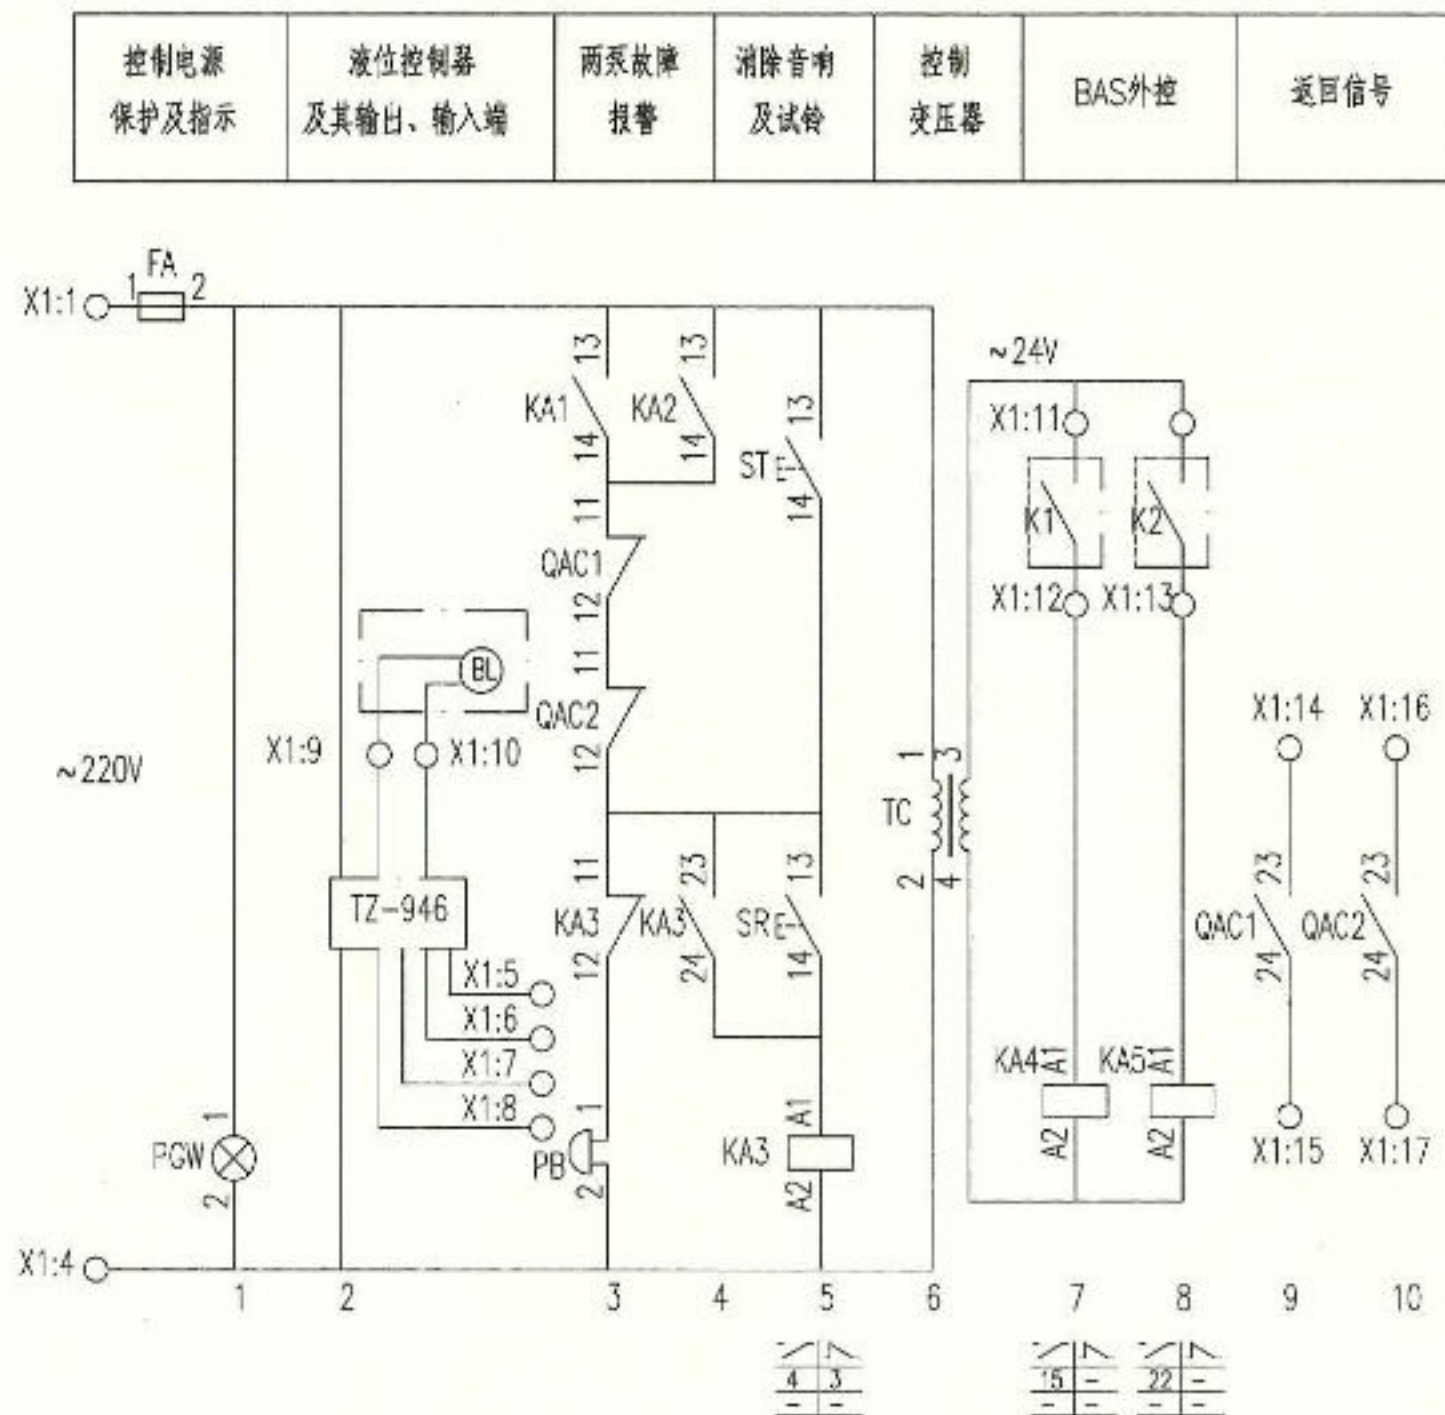 控制电源
保护及指示
液位控制器
及其输出、输入端
两泵故障
报警
消除音响
及试铃
控制
变压器
BAS外控
返回信号
FA
X1:1
1
2
~24V
13
13
13
KA1
KA2
14
14
ST
14
X1:11
K1
K2
11
QAC1
12
X1:12
X1:13
11
BL
QAC2
12
X1:9
X1:10
~220V
1
3
TC
2
4
X1:14
X1:16
11
23
13
TZ-946
KA3
KA3
SR
12
24
14
23
23
QAC1
QAC2
24
24
X1:5
X1:6
X1:7
X1:8
KA4
A1
KA5
A1
1
PGW
2
1
PB
2
A1
KA3
A2
A2
A2
X1:15
X1:17
X1:4
1
2
3
4
5
6
7
8
9
10
4
3
15
-
22
-
-
-
-
-
-
-